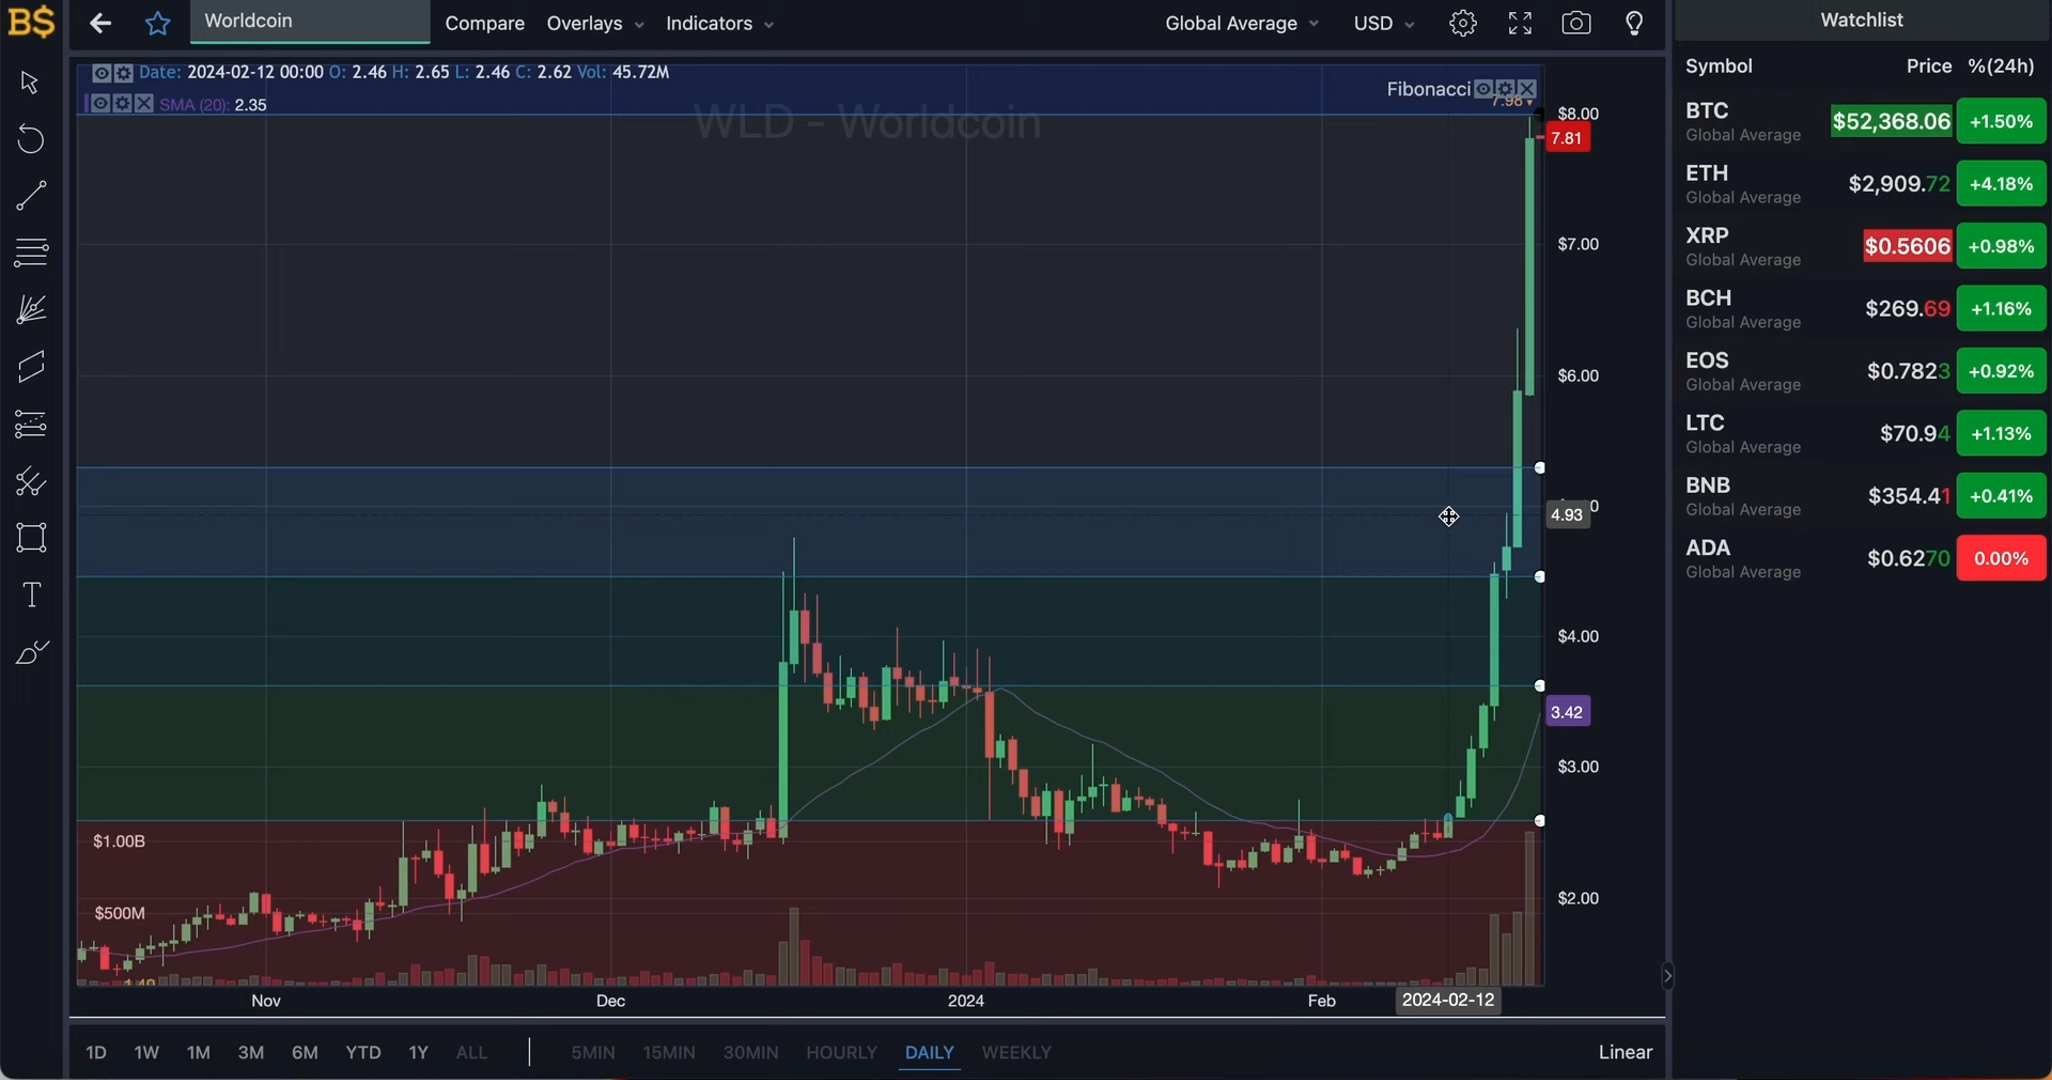 B$ Worldcoin Compare Overlays Indicators Global Average USD
Date: 2024-02-12 00:00 O: 2.46 H: 2.65 L: 2.46 C: 2.62 Vol: 45.72M
SMA (20): 2.35
Fibonacci
7.98
WLD - Worldcoin
$8.00
7.81
$7.00
$6.00
4.93
$4.00
3.42
$3.00
$2.00
$1.00B
$500M
1.40
Nov Dec 2024 Feb 2024-02-12
1D 1W 1M 3M 6M YTD 1Y ALL 5MIN 15MIN 30MIN HOURLY DAILY WEEKLY Linear
Watchlist
Symbol Price %(24h)
BTC $52,368.06 +1.50%
Global Average
ETH $2,909.72 +4.18%
Global Average
XRP $0.5606 +0.98%
Global Average
BCH $269.69 +1.16%
Global Average
EOS $0.7823 +0.92%
Global Average
LTC $70.94 +1.13%
Global Average
BNB $354.41 +0.41%
Global Average
ADA $0.6270 0.00%
Global Average